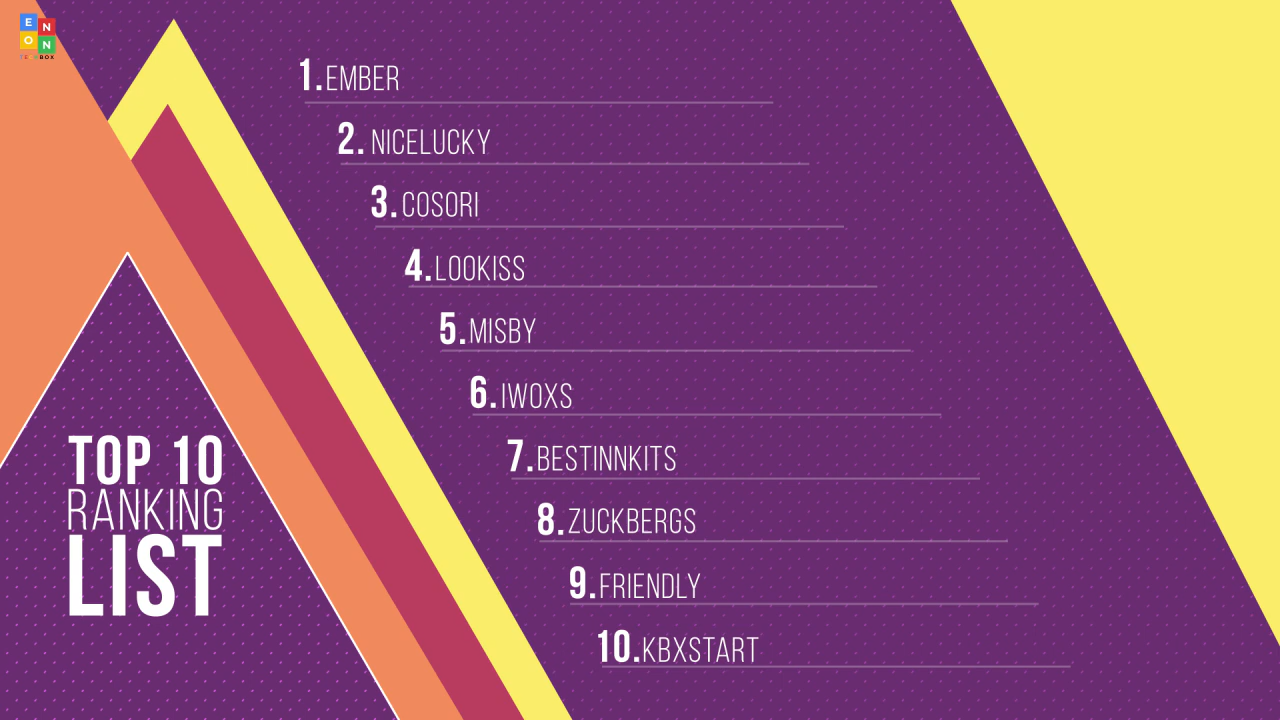 E N
O N
TECHBOX
1. EMBER
2. NICELUCKY
3. COSORI
4. LOOKISS
5. MISBY
6. IWOXS
7. BESTINNKITS
8. ZUCKBERGS
9. FRIENDLY
10. KBXSTART
TOP 10
RANKING
LIST